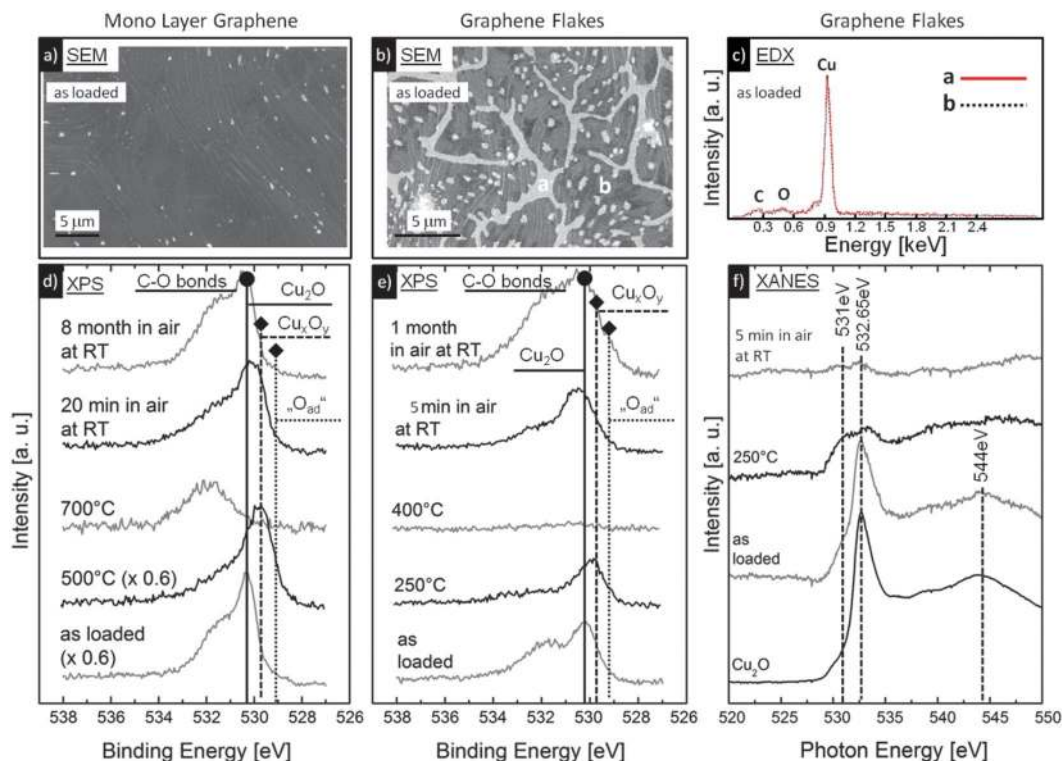 Mono Layer Graphene
Graphene Flakes
Graphene Flakes
a) SEM
as loaded
5 µm
b) SEM
as loaded
a
b
5 µm
c) EDX
as loaded
Cu
C
O
a
b
Intensity [a. u.]
0.3 0.6 0.9 1.2 1.5 1.8 2.1 2.4
Energy [keV]
d) XPS
C-O bonds
Cu2O
CuxOy
„Oad“
8 month in air
at RT
20 min in air
at RT
700°C
500°C (x 0.6)
as loaded
(x 0.6)
Intensity [a. u.]
538 536 534 532 530 528 526
Binding Energy [eV]
e) XPS
C-O bonds
CuxOy
Cu2O
„Oad“
1 month
in air at RT
5 min in air
at RT
400°C
250°C
as
loaded
538 536 534 532 530 528 526
Binding Energy [eV]
f) XANES
531eV
532.65eV
544eV
5 min in air
at RT
250°C
as
loaded
Cu2O
Intensity [a. u.]
520 525 530 535 540 545 550
Photon Energy [eV]